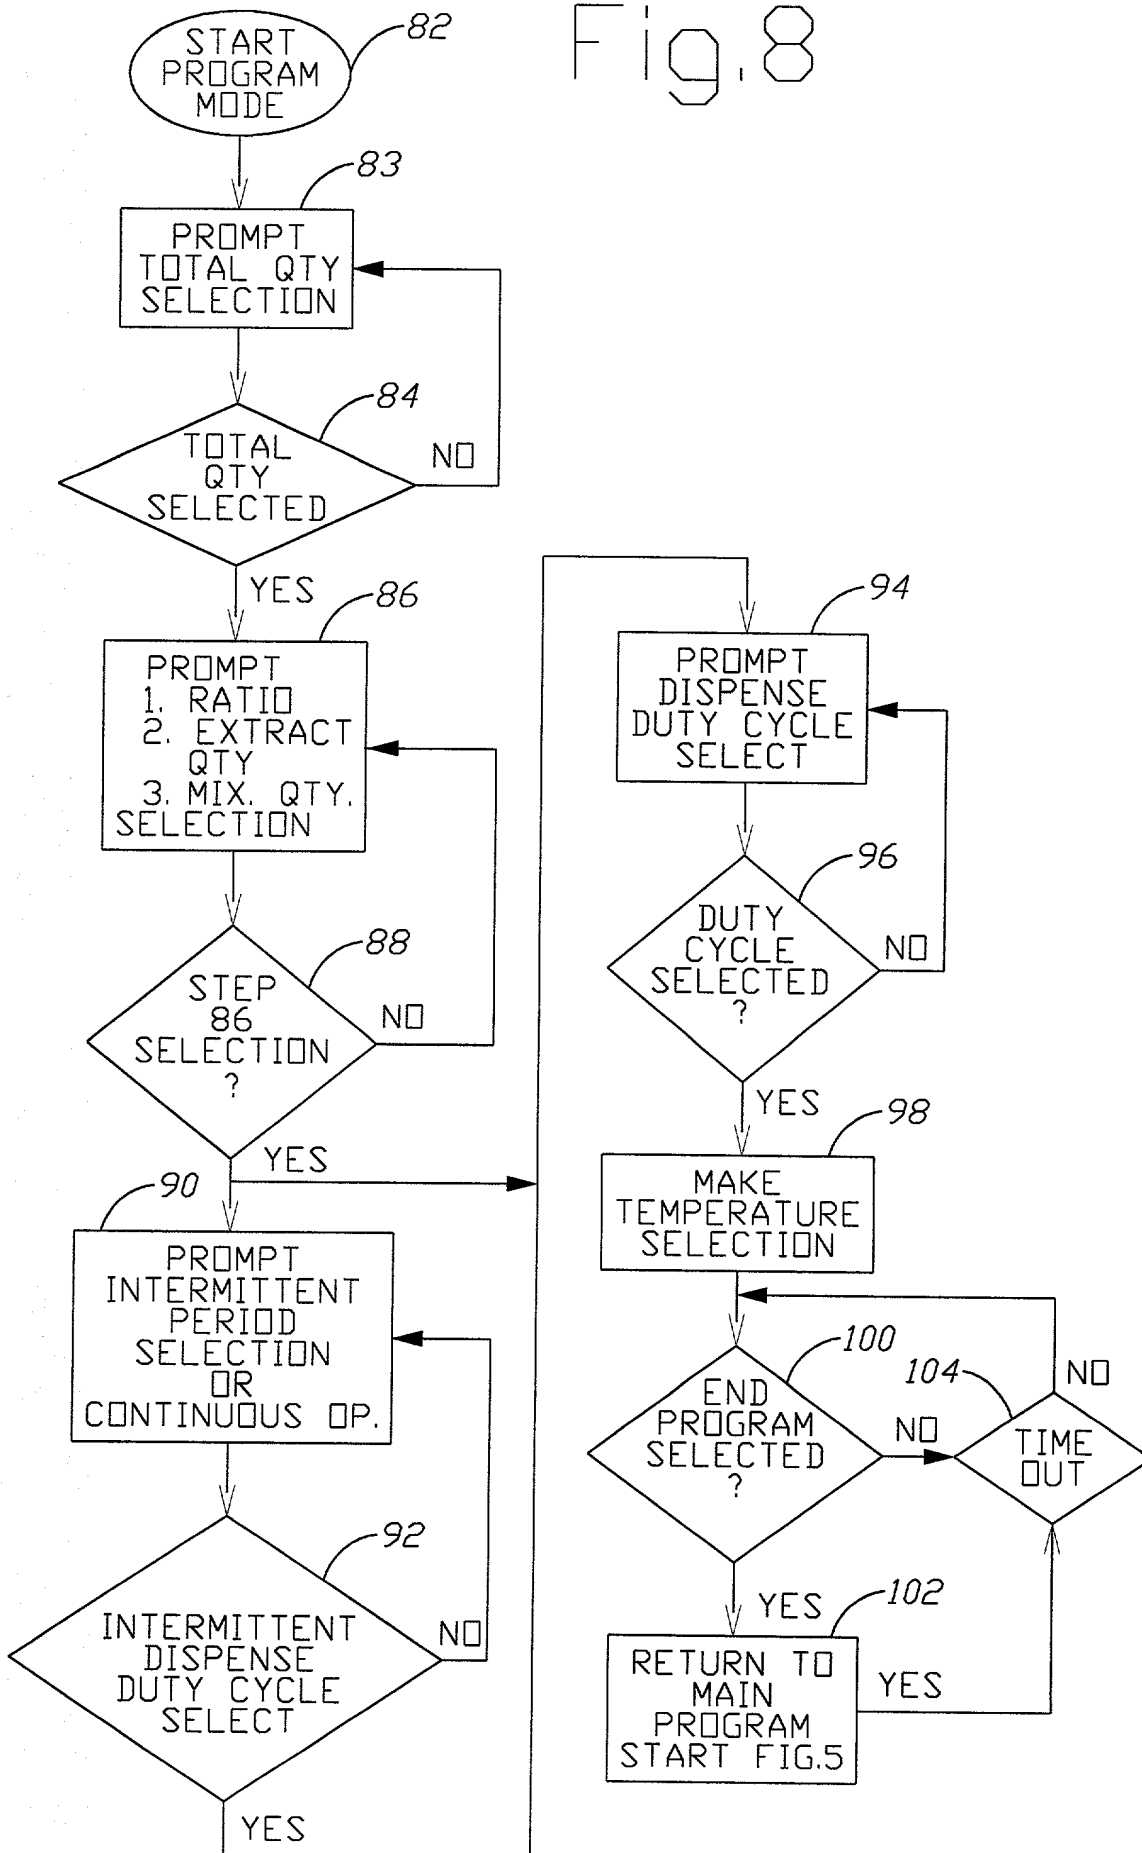 Fig.8
82
START
PROGRAM
MODE
83
PROMPT
TOTAL QTY
SELECTION
84
TOTAL
QTY
SELECTED
NO
YES
86
PROMPT
1. RATIO
2. EXTRACT
QTY
3. MIX. QTY.
SELECTION
88
STEP
86
SELECTION
?
NO
YES
90
PROMPT
INTERMITTENT
PERIOD
SELECTION
OR
CONTINUOUS OP.
92
INTERMITTENT
DISPENSE
DUTY CYCLE
SELECT
NO
YES
94
PROMPT
DISPENSE
DUTY CYCLE
SELECT
96
DUTY
CYCLE
SELECTED
?
NO
YES
98
MAKE
TEMPERATURE
SELECTION
100
END
PROGRAM
SELECTED
?
NO
104
TIME
OUT
NO
YES
102
RETURN TO
MAIN
PROGRAM
START FIG.5
YES